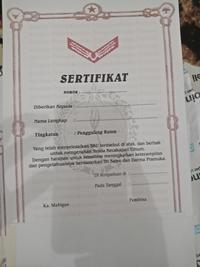 SERTIFIKAT
NOMOR
Diberikan Kepada :
Nama Lengkap :
Tingkatan : Penggalang Rakit
Yang telah menyelesaikan SKU tersebut di atas, dan berhak
untuk mengenakan Tanda Kecakapan Umum.
Dengan harapan untuk senantiasa meningkatkan keterampilan
dan pengetahuannya berdasarkan Tri Satya dan Darma Pramuka.
Di Keluarkan di :
Pada Tanggal :
Ka. Mabigus
Pembina